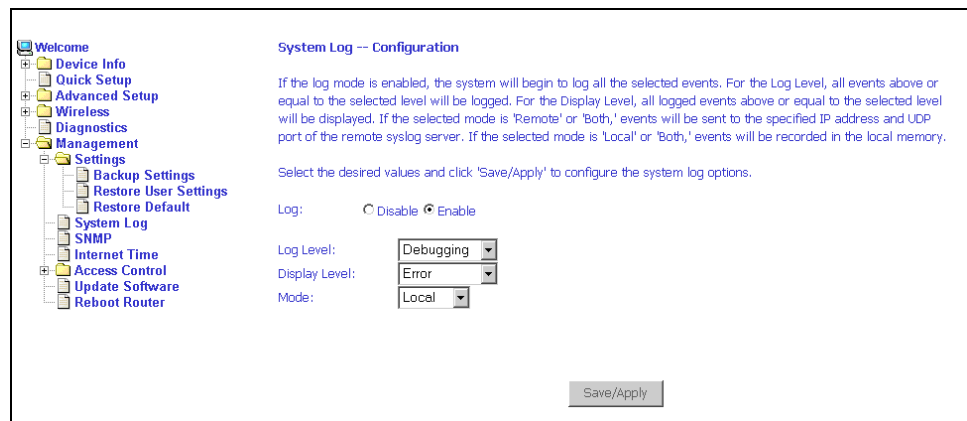 Welcome
Device Info
Quick Setup
Advanced Setup
Wireless
Diagnostics
Management
Settings
Backup Settings
Restore User Settings
Restore Default
System Log
SNMP
Internet Time
Access Control
Update Software
Reboot Router
System Log -- Configuration
If the log mode is enabled, the system will begin to log all the selected events. For the Log Level, all events above or
equal to the selected level will be logged. For the Display Level, all logged events above or equal to the selected level
will be displayed. If the selected mode is 'Remote' or 'Both,' events will be sent to the specified IP address and UDP
port of the remote syslog server. If the selected mode is 'Local' or 'Both,' events will be recorded in the local memory.
Select the desired values and click 'Save/Apply' to configure the system log options.
Log: Disable Enable
Log Level: Debugging
Display Level: Error
Mode: Local
Save/Apply